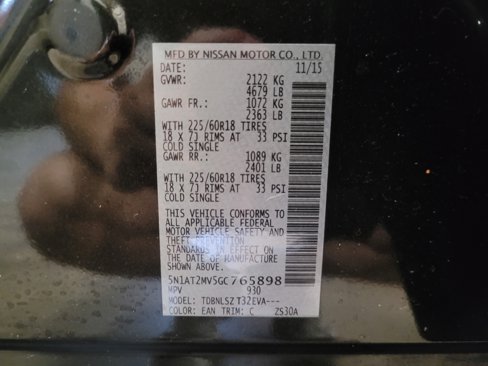 MFD BY NISSAN MOTOR CO., LTD.
DATE: 11/15
GVWR: 2122 KG
4679 LB
GAWR FR.: 1072 KG
2363 LB
WITH 225/60R18 TIRES
18 X 7J RIMS AT 33 PSI
COLD SINGLE
GAWR RR.: 1089 KG
2401 LB
WITH 225/60R18 TIRES
18 X 7J RIMS AT 33 PSI
COLD SINGLE
THIS VEHICLE CONFORMS TO
ALL APPLICABLE FEDERAL
MOTOR VEHICLE SAFETY AND
THEFT PREVENTION
STANDARDS IN EFFECT ON
THE DATE OF MANUFACTURE
SHOWN ABOVE.
5N1AT2MV5GC765898
MPV 930
MODEL: TDBNLSZ T32EVA---
COLOR: EAN TRIM: C ZS30A